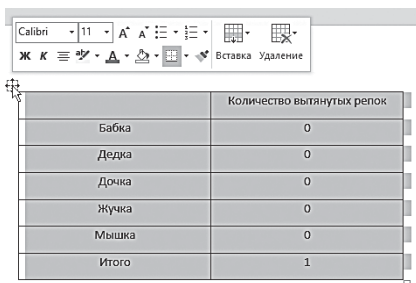 Calibri 11 А А
Ж К ab А Вставка Удаление
Количество вытянутых репок
Бабка 0
Дедка 0
Дочка 0
Жучка 0
Мышка 0
Итого 1